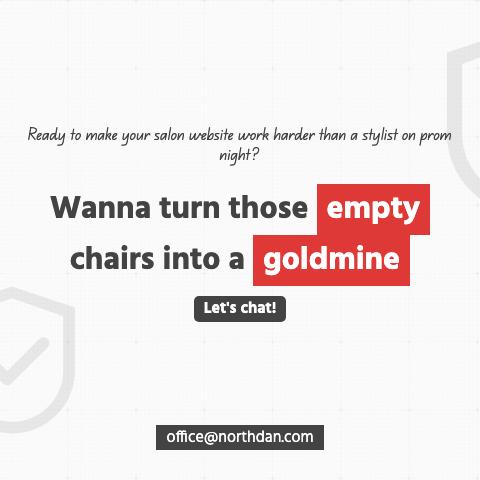 Ready to make your salon website work harder than a stylist on prom
night?
Wanna turn those empty
chairs into a goldmine
Let's chat!
office@northdan.com